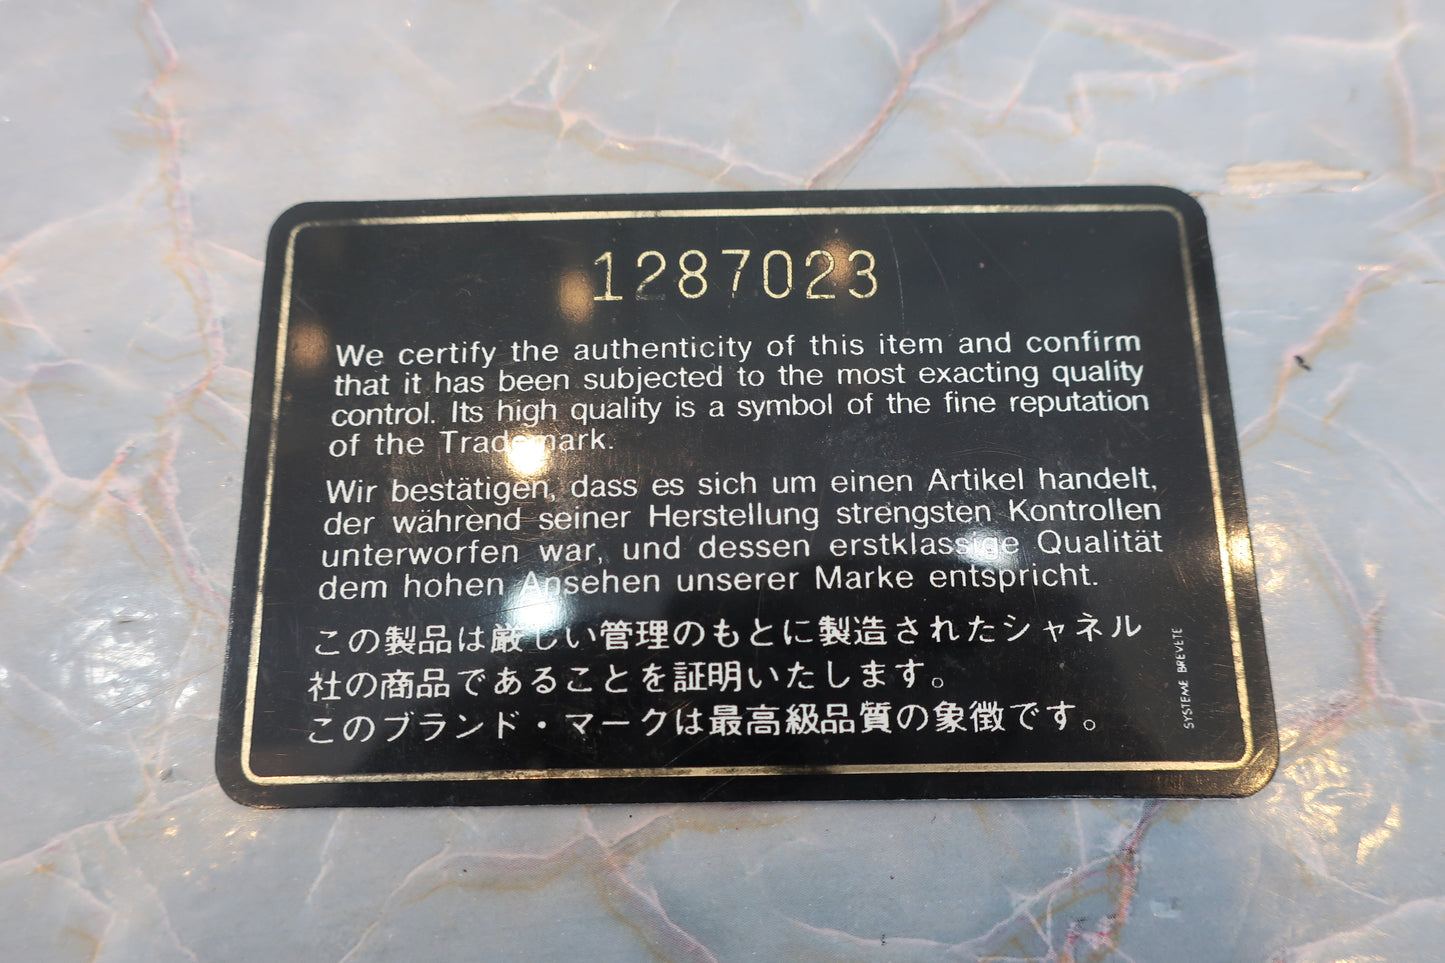 1287023
We certify the authenticity of this item and confirm
that it has been subjected to the most exacting quality
control. Its high quality is a symbol of the fine reputation
of the Trademark.
Wir bestätigen, dass es sich um einen Artikel handelt,
der während seiner Herstellung strengsten Kontrollen
unterworfen war, und dessen erstklassige Qualität
dem hohen Ansehen unserer Marke entspricht.
この製品は厳しい管理のもとに製造されたシャネル
社の商品であることを証明いたします。
このブランド・マークは最高級品質の象徴です。
SYSTEME BREVETE